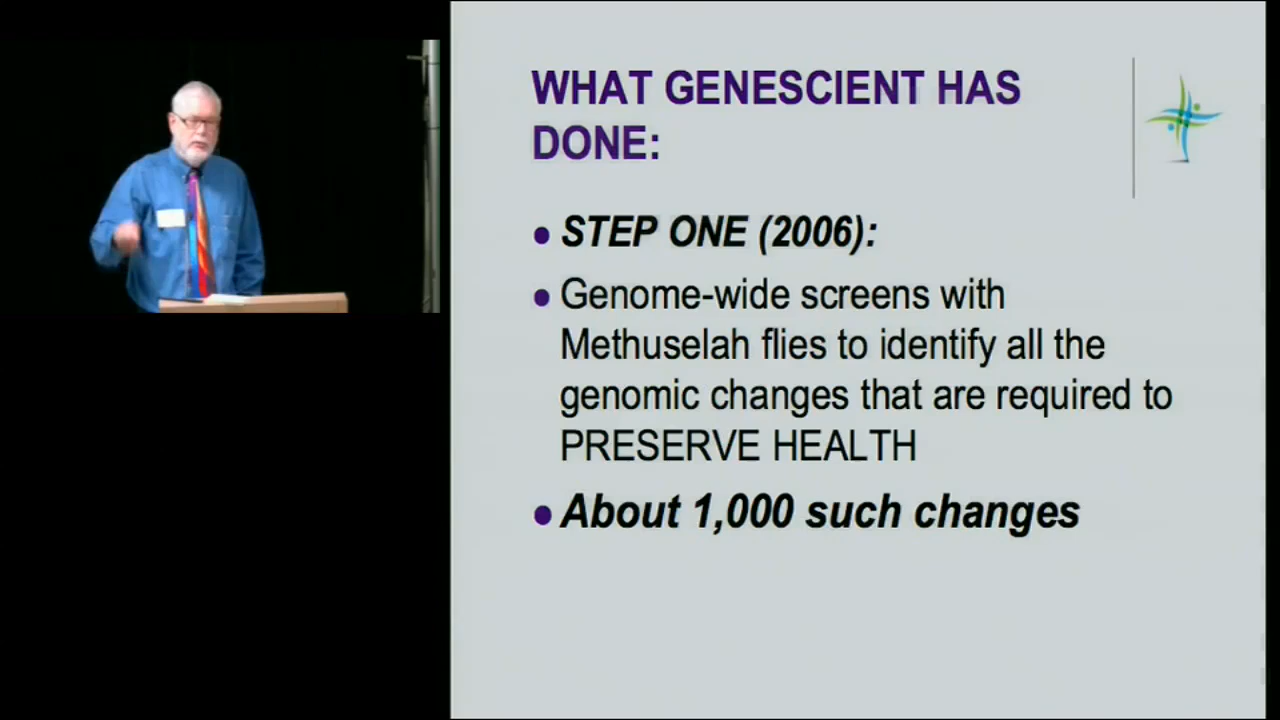 WHAT GENESCIENT HAS
DONE:
• STEP ONE (2006):
• Genome-wide screens with
Methuselah flies to identify all the
genomic changes that are required to
PRESERVE HEALTH
• About 1,000 such changes